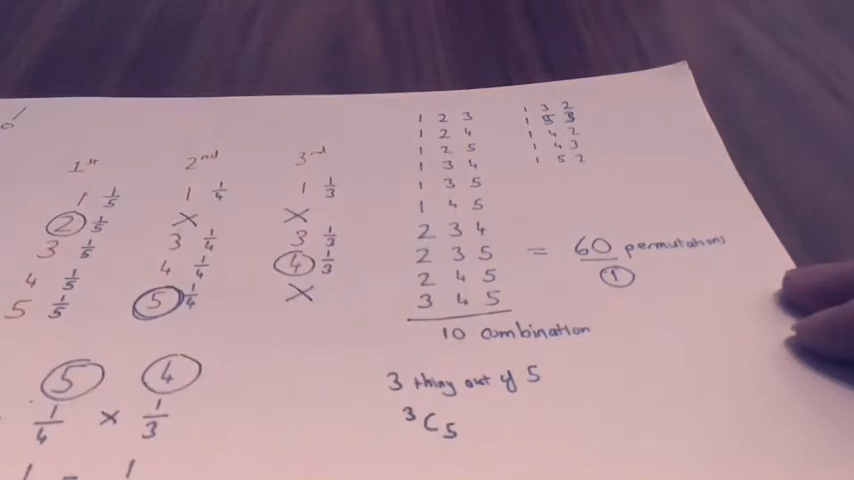 1st 2nd 3rd
1 1/5 1 1/4 1 1/3
2 1/5 X X
3 1/5 3 1/4 3 1/3
4 1/5 4 1/4 4 1/3
5 1/5 5 1/4 X
5 4
1/4 × 1/3
1 2 3
1 2 4
1 2 5
1 3 4
1 3 5
1 4 5
2 3 4
2 3 5
2 4 5
3 4 5
10 combination
1 3 2
1 4 2
1 4 3
1 5 2
= 60 permutations
1
3 thing out of 5
³C₅